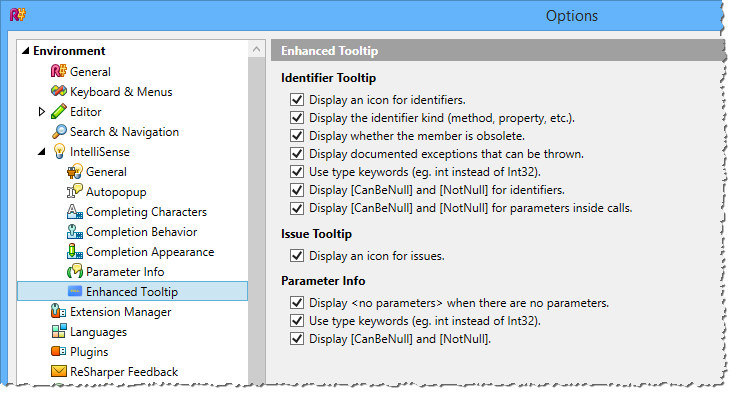 R#
Options
Environment
General
Keyboard & Menus
Editor
Search & Navigation
IntelliSense
General
Autopopup
Completing Characters
Completion Behavior
Completion Appearance
Parameter Info
Enhanced Tooltip
Extension Manager
Languages
Plugins
ReSharper Feedback
Enhanced Tooltip
Identifier Tooltip
Display an icon for identifiers.
Display the identifier kind (method, property, etc.).
Display whether the member is obsolete.
Display documented exceptions that can be thrown.
Use type keywords (eg. int instead of Int32).
Display [CanBeNull] and [NotNull] for identifiers.
Display [CanBeNull] and [NotNull] for parameters inside calls.
Issue Tooltip
Display an icon for issues.
Parameter Info
Display <no parameters> when there are no parameters.
Use type keywords (eg. int instead of Int32).
Display [CanBeNull] and [NotNull].